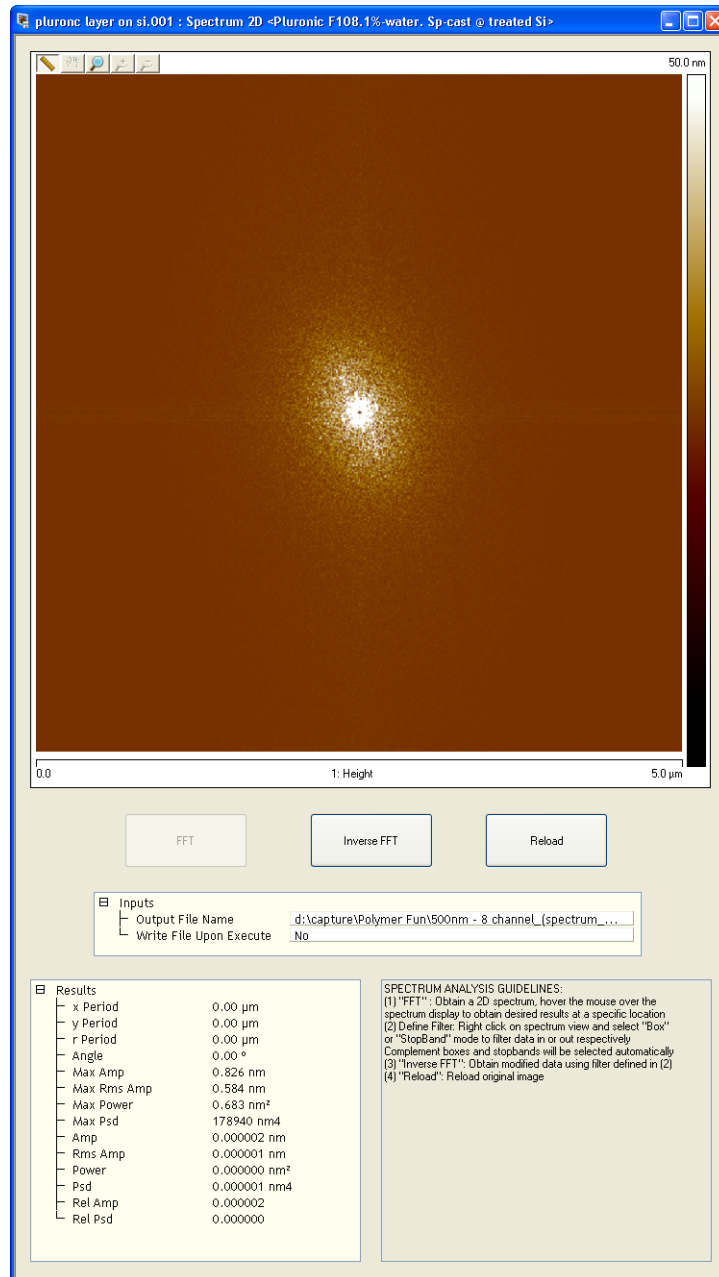 pluronc layer on si.001 : Spectrum 2D <Pluronic F108.1%-water. Sp-cast @ treated Si>
50.0 nm
0.0 1: Height 5.0 µm
FFT Inverse FFT Reload
Inputs
Output File Name d:\capture\Polymer Fun\500nm - 8 channel_(spectrum_...
Write File Upon Execute No
Results
x Period 0.00 µm
y Period 0.00 µm
r Period 0.00 µm
Angle 0.00 º
Max Amp 0.826 nm
Max Rms Amp 0.584 nm
Max Power 0.683 nm²
Max Psd 178940 nm4
Amp 0.000002 nm
Rms Amp 0.000001 nm
Power 0.000000 nm²
Psd 0.000001 nm4
Rel Amp 0.000002
Rel Psd 0.000000
SPECTRUM ANALYSIS GUIDELINES:
(1) "FFT" : Obtain a 2D spectrum, hover the mouse over the
spectrum display to obtain desired results at a specific location
(2) Define Filter: Right click on spectrum view and select "Box"
or "StopBand" mode to filter data in or out respectively
Complement boxes and stopbands will be selected automatically
(3) "Inverse FFT": Obtain modified data using filter defined in (2)
(4) "Reload": Reload original image